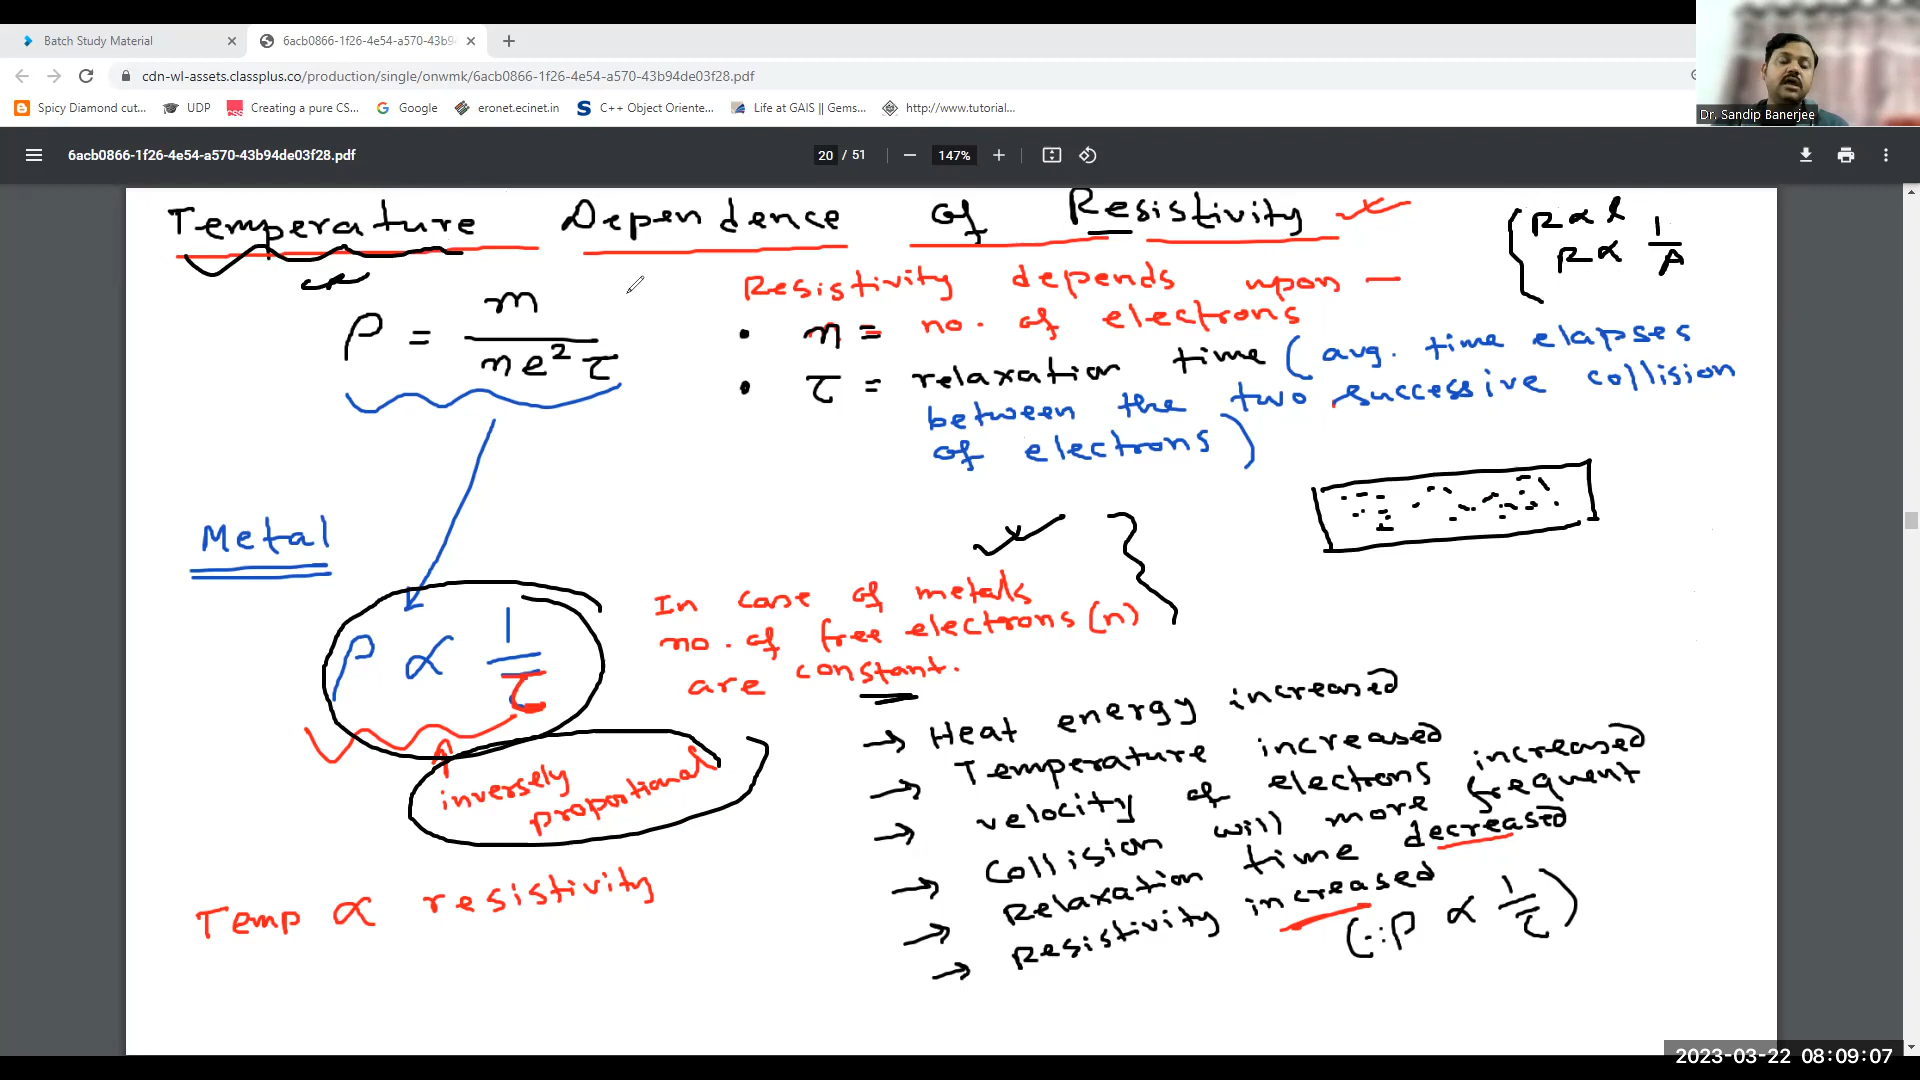 Batch Study Material
6acb0866-1f26-4e54-a570-43b9
cdn-wl-assets.classplus.co/production/single/onwmk/6acb0866-1f26-4e54-a570-43b94de03f28.pdf
Spicy Diamond cut... UDP Creating a pure CS... Google eronet.ecinet.in C++ Object Oriente... Life at GAIS || Gems... http://www.tutorial...
Dr. Sandip Banerjee
6acb0866-1f26-4e54-a570-43b94de03f28.pdf 20 / 51 147%
Temperature Dependence of Resistivity
R ∝ l
R ∝ 1/A
ρ = m / ne² τ
Resistivity depends upon —
• n = no. of electrons
• τ = relaxation time (avg. time elapses
between the two successive collision
of electrons)
Metal
ρ ∝ 1/τ
inversely
proportional
In case of metals
no. of free electrons (n)
are constant.
→ Heat energy increased
→ Temperature increased
→ velocity of electrons increased
→ Collision will more frequent
→ Relaxation time decreased
→ Resistivity increased
(∵ ρ ∝ 1/τ)
Temp ∝ resistivity
2023-03-22 08:09:07